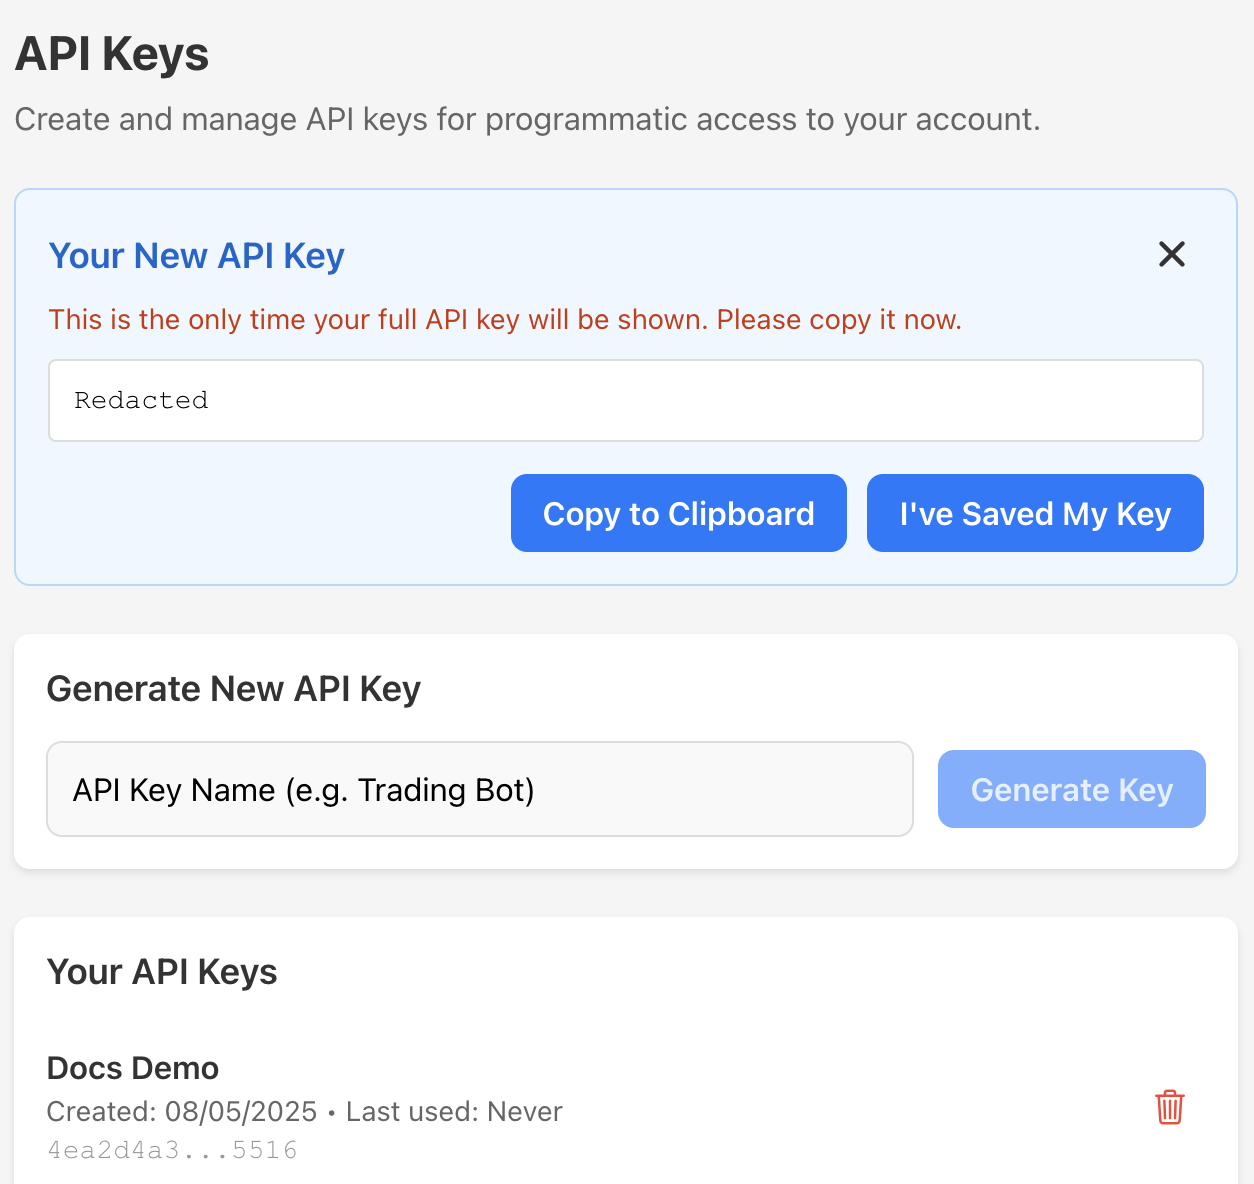 API Keys
Create and manage API keys for programmatic access to your account.
Your New API Key
This is the only time your full API key will be shown. Please copy it now.
Redacted
Copy to Clipboard
I've Saved My Key
Generate New API Key
API Key Name (e.g. Trading Bot)
Generate Key
Your API Keys
Docs Demo
Created: 08/05/2025 • Last used: Never
4ea2d4a3...5516